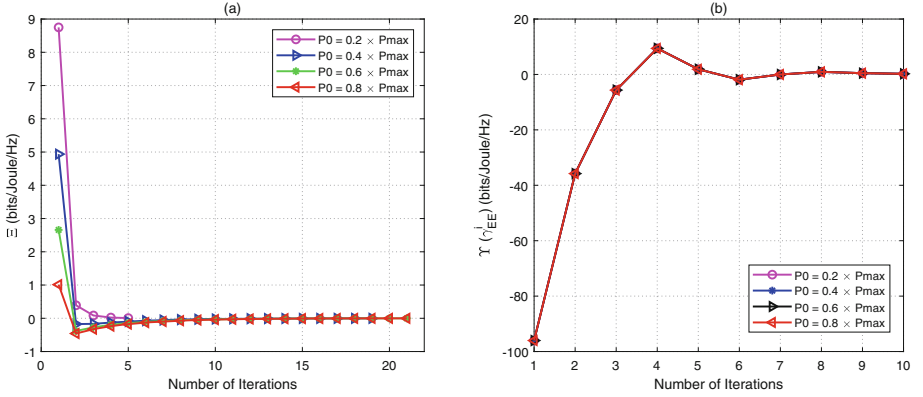 (a)
9
8
7
6
5
4
3
2
1
0
-1
Ξ (bits/Joule/Hz)
P0 = 0.2 × Pmax
P0 = 0.4 × Pmax
P0 = 0.6 × Pmax
P0 = 0.8 × Pmax
0 5 10 15 20
Number of Iterations
(b)
20
0
-20
-40
-60
-80
-100
ϒ (γ^i_EE) (bits/Joule/Hz)
P0 = 0.2 × Pmax
P0 = 0.4 × Pmax
P0 = 0.6 × Pmax
P0 = 0.8 × Pmax
1 2 3 4 5 6 7 8 9 10
Number of Iterations